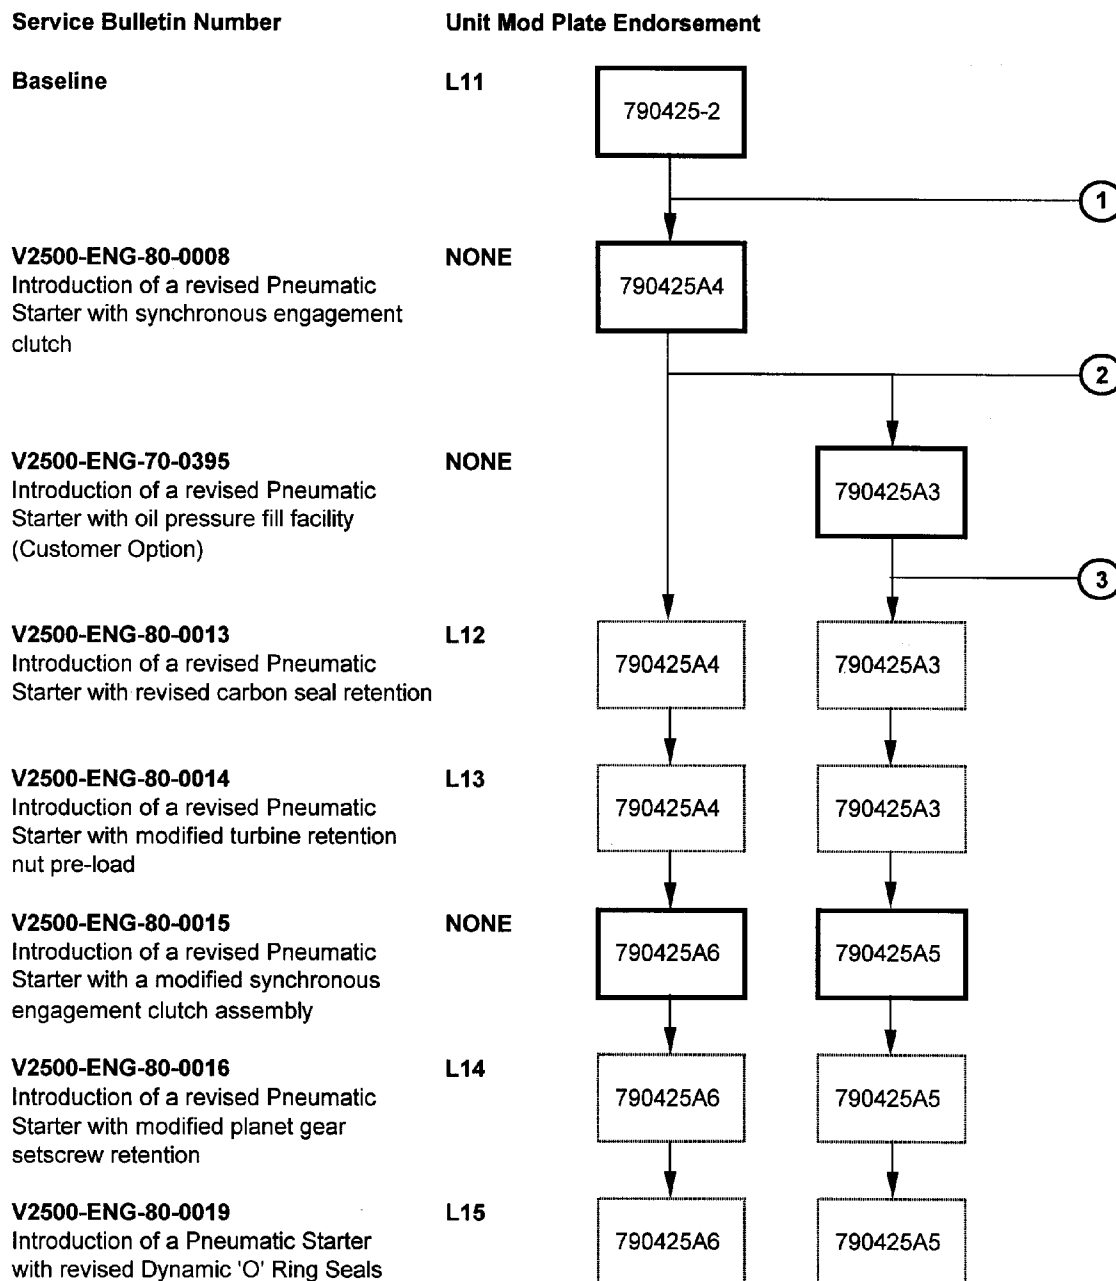 Service Bulletin Number
Unit Mod Plate Endorsement
Baseline
L11
790425-2
1
V2500-ENG-80-0008
NONE
Introduction of a revised Pneumatic
Starter with synchronous engagement
clutch
790425A4
2
V2500-ENG-70-0395
NONE
Introduction of a revised Pneumatic
Starter with oil pressure fill facility
(Customer Option)
790425A3
3
V2500-ENG-80-0013
L12
Introduction of a revised Pneumatic
Starter with revised carbon seal retention
790425A4
790425A3
V2500-ENG-80-0014
L13
Introduction of a revised Pneumatic
Starter with modified turbine retention
nut pre-load
790425A4
790425A3
V2500-ENG-80-0015
NONE
Introduction of a revised Pneumatic
Starter with a modified synchronous
engagement clutch assembly
790425A6
790425A5
V2500-ENG-80-0016
L14
Introduction of a revised Pneumatic
Starter with modified planet gear
setscrew retention
790425A6
790425A5
V2500-ENG-80-0019
L15
Introduction of a Pneumatic Starter
with revised Dynamic 'O' Ring Seals
790425A6
790425A5